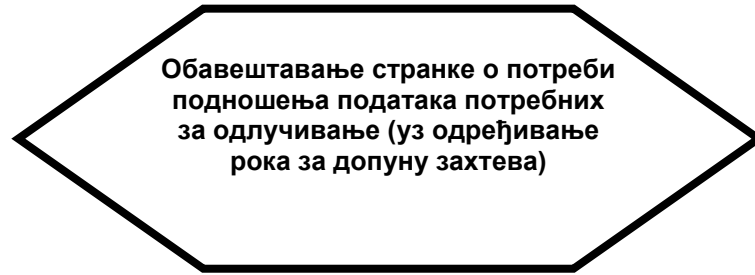 Обавештавање странке о потреби
подношења података потребних
за одлучивање (уз одређивање
рока за допуну захтева)